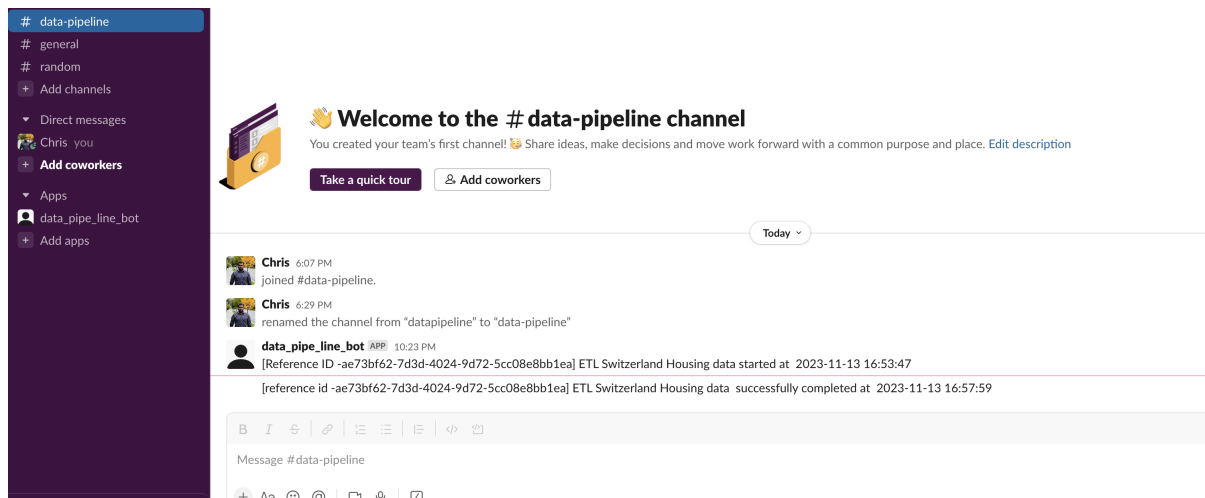 # data-pipeline
# general
# random
+ Add channels
Direct messages
Chris you
+ Add coworkers
Apps
data_pipe_line_bot
+ Add apps
Welcome to the # data-pipeline channel
You created your team's first channel! Share ideas, make decisions and move work forward with a common purpose and place. Edit description
Take a quick tour
Add coworkers
Today
Chris 6:07 PM
joined #data-pipeline.
Chris 6:29 PM
renamed the channel from “datapipeline” to “data-pipeline”
data_pipe_line_bot APP 10:23 PM
[Reference ID -ae73bf62-7d3d-4024-9d72-5cc08e8bb1ea] ETL Switzerland Housing data started at 2023-11-13 16:53:47
[reference id -ae73bf62-7d3d-4024-9d72-5cc08e8bb1ea] ETL Switzerland Housing data successfully completed at 2023-11-13 16:57:59
B I S
Message #data-pipeline
+ Aa @